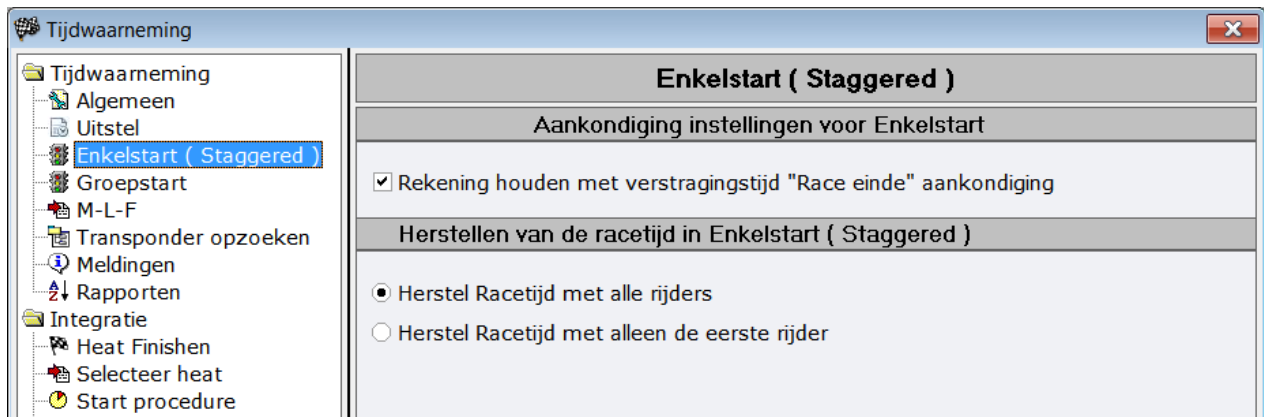 Tijdwaarneming
Tijdwaarneming
Algemeen
Uitstel
Enkelstart ( Staggered )
Groepstart
M-L-F
Transponder opzoeken
Meldingen
Rapporten
Integratie
Heat Finishen
Selecteer heat
Start procedure
Enkelstart ( Staggered )
Aankondiging instellingen voor Enkelstart
Rekening houden met verstragingstijd "Race einde" aankondiging
Herstellen van de racetijd in Enkelstart ( Staggered )
Herstel Racetijd met alle rijders
Herstel Racetijd met alleen de eerste rijder